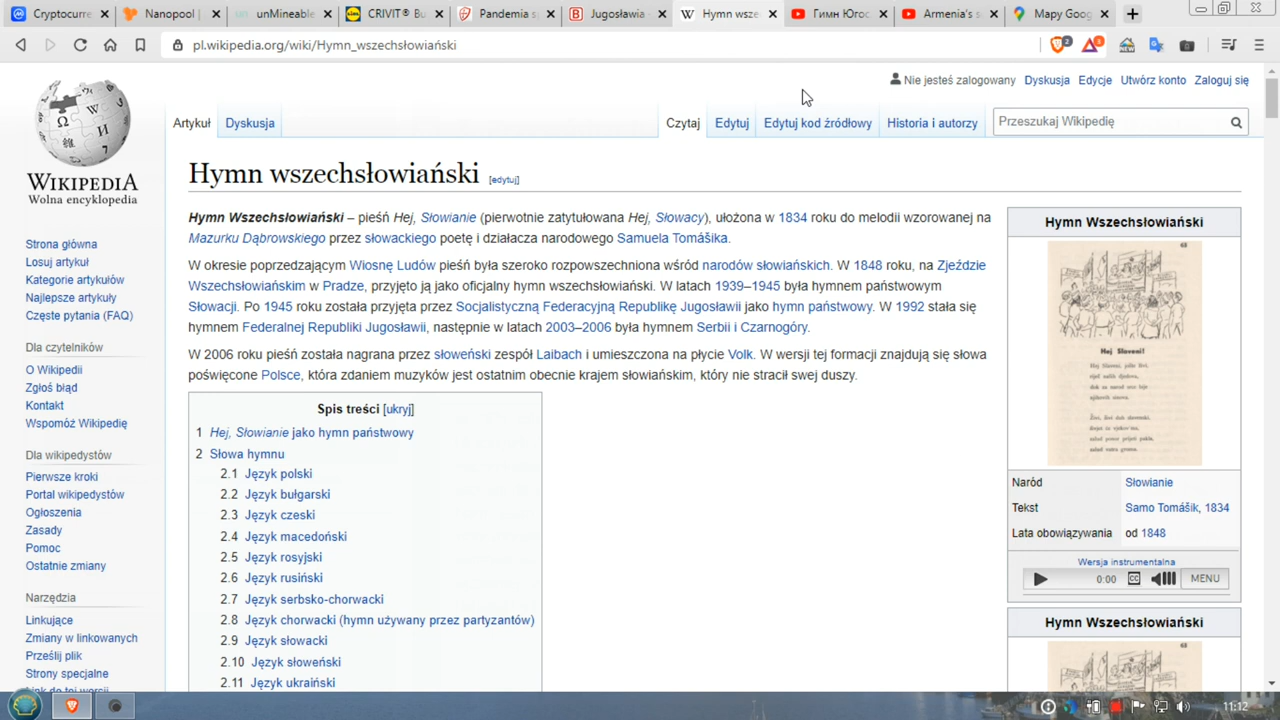 Cryptocurre
Nanopool |
unMineable
CRIVIT® Bu
Pandemia s
Jugosławia -
Hymn wsze
Гимн Югос
Armenia's s
Mapy Goog
pl.wikipedia.org/wiki/Hymn_wszechsłowiański
2
3
NEW
Nie jesteś zalogowany Dyskusja Edycje Utwórz konto Zaloguj się
Artykuł Dyskusja Czytaj Edytuj Edytuj kod źródłowy Historia i autorzy Przeszukaj Wikipedię
WIKIPEDIA
Wolna encyklopedia
Strona główna
Losuj artykuł
Kategorie artykułów
Najlepsze artykuły
Częste pytania (FAQ)
Dla czytelników
O Wikipedii
Zgłoś błąd
Kontakt
Wspomóż Wikipedię
Dla wikipedystów
Pierwsze kroki
Portal wikipedystów
Ogłoszenia
Zasady
Pomoc
Ostatnie zmiany
Narzędzia
Linkujące
Zmiany w linkowanych
Prześlij plik
Strony specjalne
Link do tej wersji
Hymn wszechsłowiański [edytuj]
Hymn Wszechsłowiański – pieśń Hej, Słowianie (pierwotnie zatytułowana Hej, Słowacy), ułożona w 1834 roku do melodii wzorowanej na
Mazurku Dąbrowskiego przez słowackiego poetę i działacza narodowego Samuela Tomášika.
W okresie poprzedzającym Wiosnę Ludów pieśń była szeroko rozpowszechniona wśród narodów słowiańskich. W 1848 roku, na Zjeździe
Wszechsłowiańskim w Pradze, przyjęto ją jako oficjalny hymn wszechsłowiański. W latach 1939–1945 była hymnem państwowym
Słowacji. Po 1945 roku została przyjęta przez Socjalistyczną Federacyjną Republikę Jugosławii jako hymn państwowy. W 1992 stała się
hymnem Federalnej Republiki Jugosławii, następnie w latach 2003–2006 była hymnem Serbii i Czarnogóry.
W 2006 roku pieśń została nagrana przez słoweński zespół Laibach i umieszczona na płycie Volk. W wersji tej formacji znajdują się słowa
poświęcone Polsce, która zdaniem muzyków jest ostatnim obecnie krajem słowiańskim, który nie stracił swej duszy.
Spis treści [ukryj]
1 Hej, Słowianie jako hymn państwowy
2 Słowa hymnu
2.1 Język polski
2.2 Język bułgarski
2.3 Język czeski
2.4 Język macedoński
2.5 Język rosyjski
2.6 Język rusiński
2.7 Język serbsko-chorwacki
2.8 Język chorwacki (hymn używany przez partyzantów)
2.9 Język słowacki
2.10 Język słoweński
2.11 Język ukraiński
Hymn Wszechsłowiański
Hej Sloveni!
Naród Słowianie
Tekst Samo Tomášik, 1834
Lata obowiązywania od 1848
Wersja instrumentalna
0:00 CC MENU
Hymn Wszechsłowiański
11:12